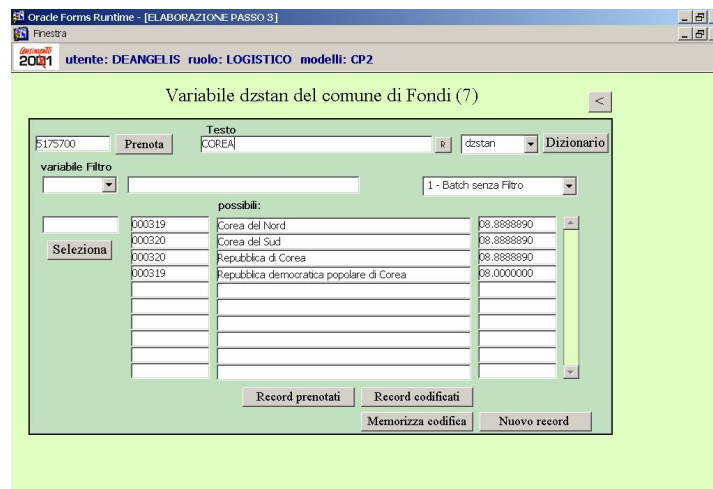 Oracle Forms Runtime - [ELABORAZIONE PASSO 3]
Finestra
Censimento 2001 utente: DEANGELIS ruolo: LOGISTICO modelli: CP2
Variabile dzstan del comune di Fondi (7)
<
Testo
5175700 Prenota COREA R dzstan Dizionario
variabile Filtro
1 - Batch senza Filtro
possibili:
000319 Corea del Nord 08.8888890
Seleziona 000320 Corea del Sud 08.8888890
000320 Repubblica di Corea 08.8888890
000319 Repubblica democratica popolare di Corea 08.0000000
Record prenotati Record codificati
Memorizza codifica Nuovo record